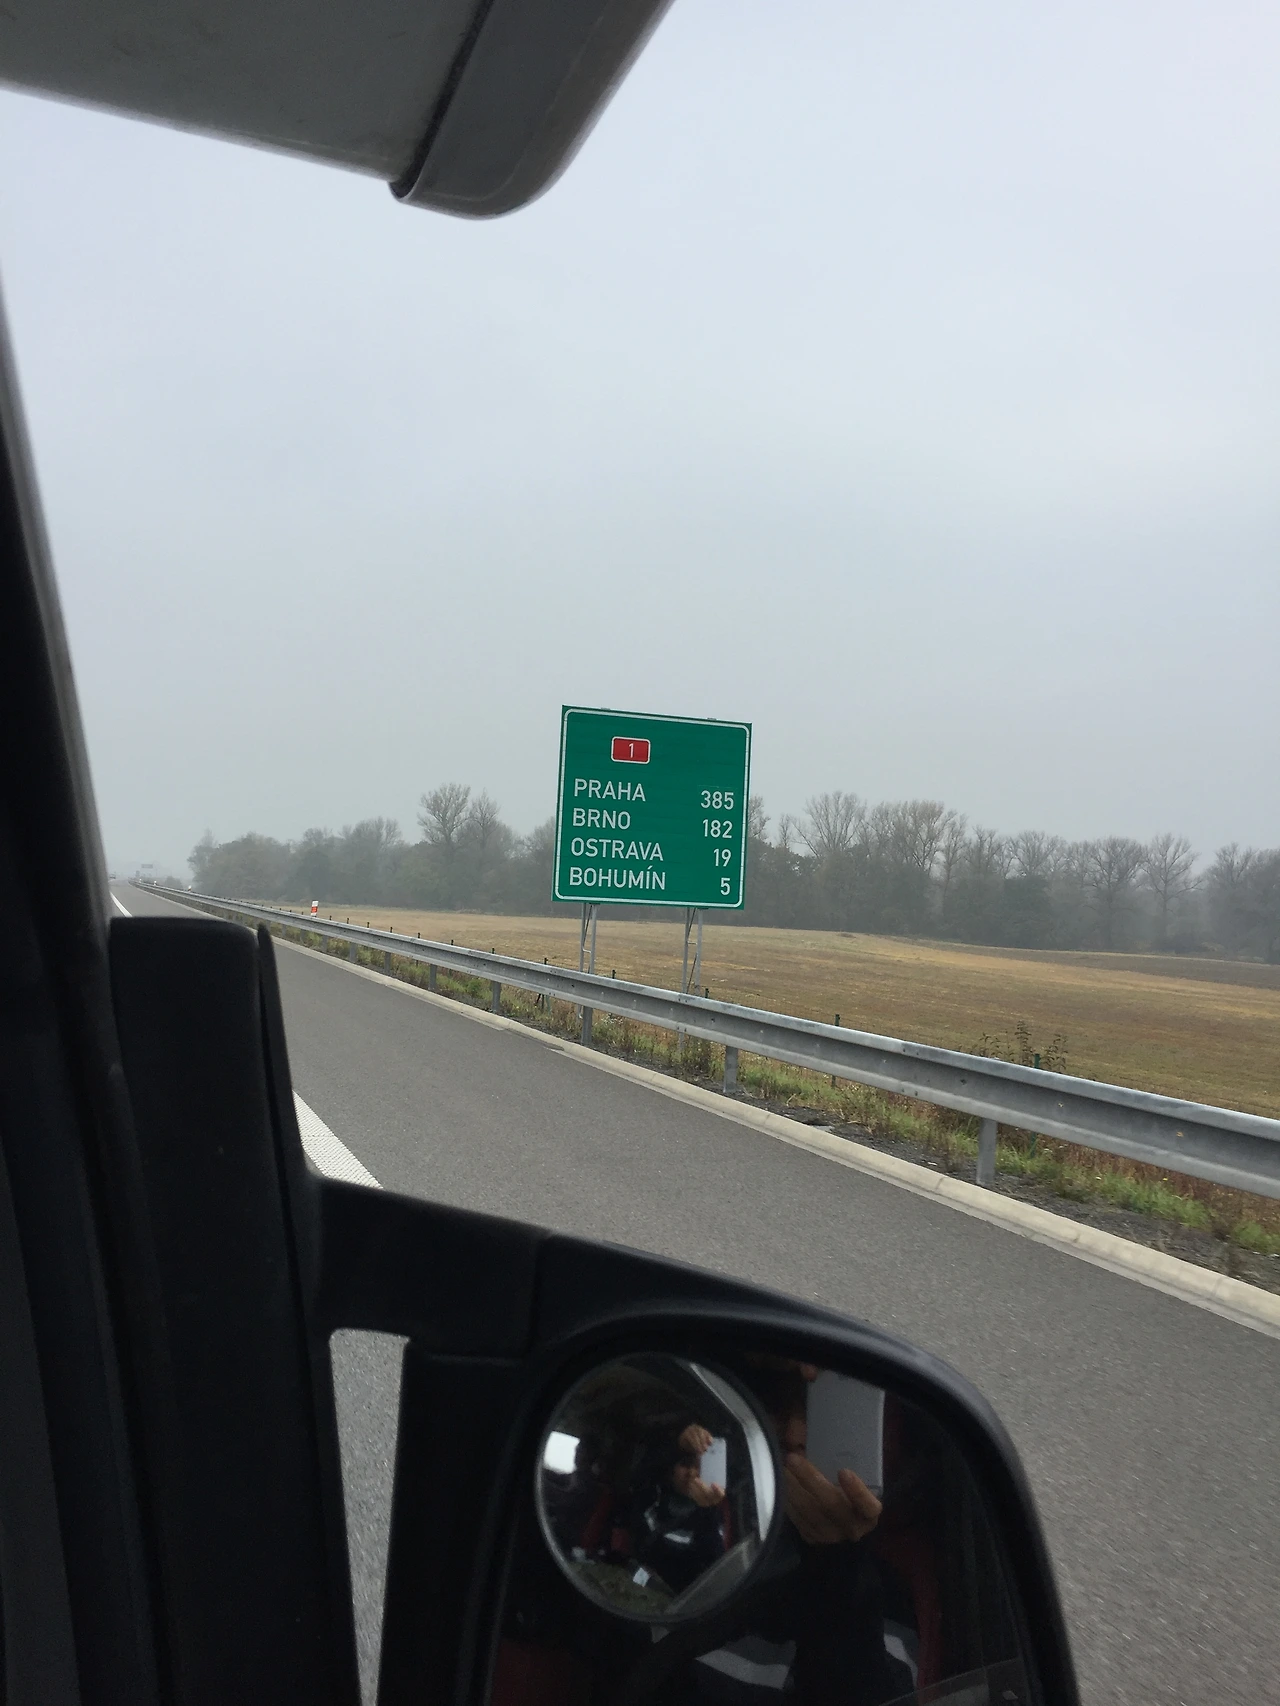 1
PRAHA 385
BRNO 182
OSTRAVA 19
BOHUMÍN 5